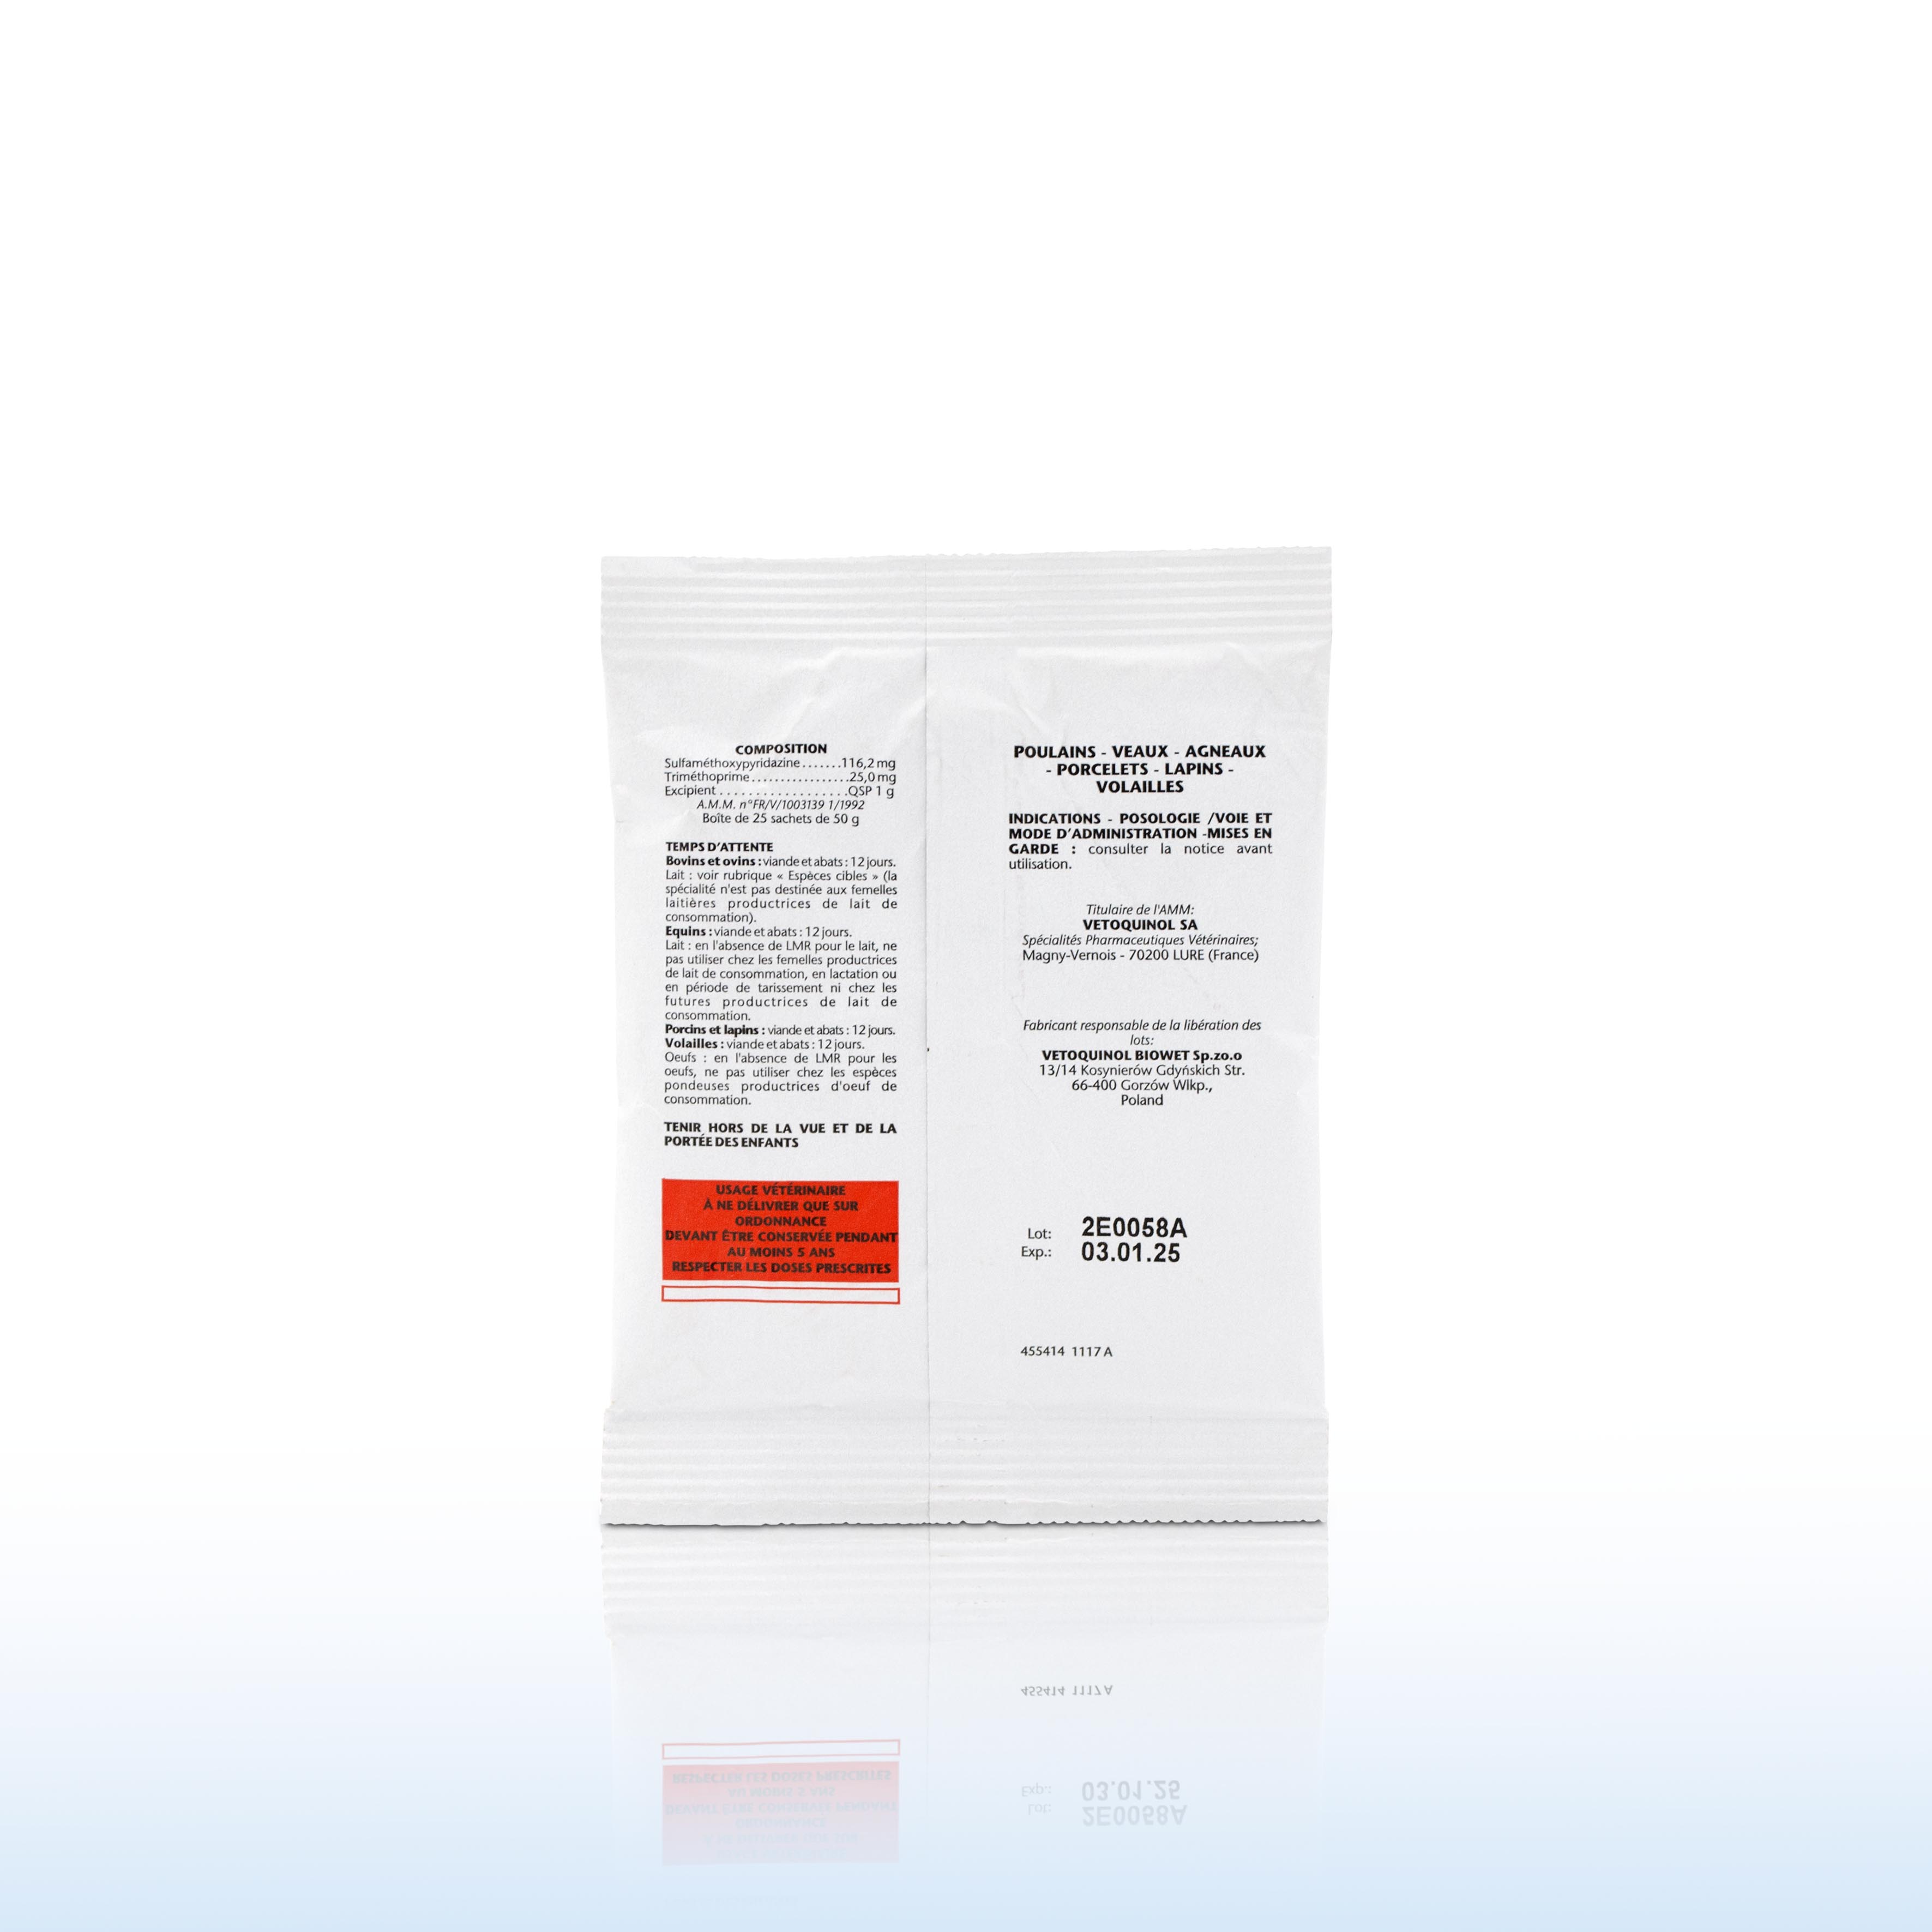 COMPOSITION
Sulfaméthoxypyridazine.......116,2 mg
Triméthoprime.................25,0 mg
Excipient..................QSP 1 g
A.M.M. n°FR/V/1003139 1/1992
Boîte de 25 sachets de 50 g
TEMPS D'ATTENTE
Bovins et ovins : viande et abats : 12 jours.
Lait : voir rubrique « Espèces cibles » (la
spécialité n'est pas destinée aux femelles
laitières productrices de lait de
consommation).
Equins : viande et abats : 12 jours.
Lait : en l'absence de LMR pour le lait, ne
pas utiliser chez les femelles productrices
de lait de consommation, en lactation ou
en période de tarissement ni chez les
futures productrices de lait de
consommation.
Porcins et lapins : viande et abats : 12 jours.
Volailles : viande et abats : 12 jours.
Oeufs : en l'absence de LMR pour les
oeufs, ne pas utiliser chez les espèces
pondeuses productrices d'oeuf de
consommation.
TENIR HORS DE LA VUE ET DE LA
PORTÉE DES ENFANTS
USAGE VÉTÉRINAIRE
À NE DÉLIVRER QUE SUR
ORDONNANCE
DEVANT ÊTRE CONSERVÉE PENDANT
AU MOINS 5 ANS
RESPECTER LES DOSES PRESCRITES
POULAINS - VEAUX - AGNEAUX
- PORCELETS - LAPINS -
VOLAILLES
INDICATIONS - POSOLOGIE /VOIE ET
MODE D'ADMINISTRATION -MISES EN
GARDE : consulter la notice avant
utilisation.
Titulaire de l'AMM:
VETOQUINOL SA
Spécialités Pharmaceutiques Vétérinaires;
Magny-Vernois - 70200 LURE (France)
Fabricant responsable de la libération des
lots:
VETOQUINOL BIOWET Sp.zo.o
13/14 Kosynierów Gdyńskich Str.
66-400 Gorzów Wlkp.,
Poland
Lot: 2E0058A
Exp.: 03.01.25
455414 1117 A